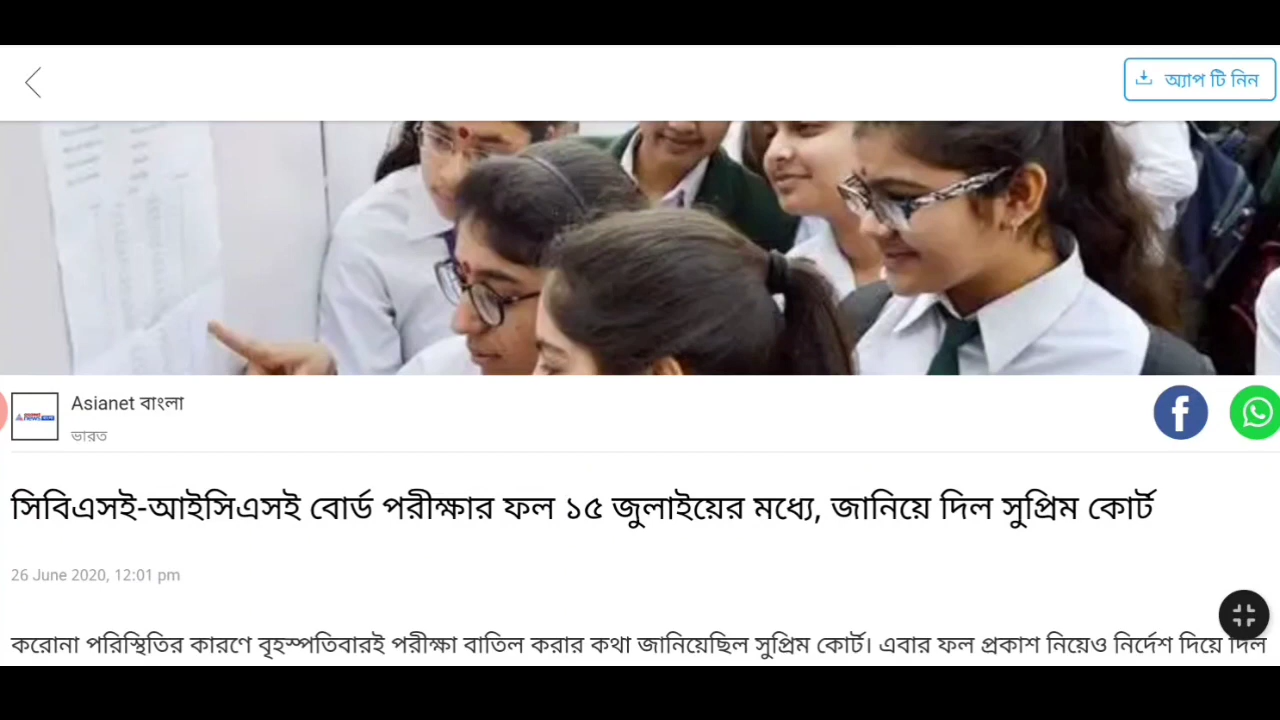 অ্যাপ টি নিন
Asianet বাংলা
ভারত
সিবিএসই-আইসিএসই বোর্ড পরীক্ষার ফল ১৫ জুলাইয়ের মধ্যে, জানিয়ে দিল সুপ্রিম কোর্ট
26 June 2020, 12:01 pm
করোনা পরিস্থিতির কারণে বৃহস্পতিবারই পরীক্ষা বাতিল করার কথা জানিয়েছিল সুপ্রিম কোর্ট। এবার ফল প্রকাশ নিয়েও নির্দেশ দিয়ে দিল